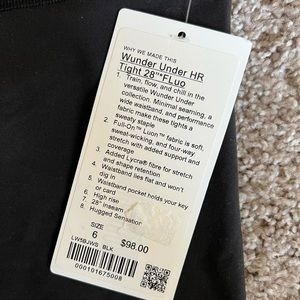 WHY WE MADE THIS
Wunder Under HR
Tight 28"*FLuo
1. Train, flow, and chill in the
versatile Wunder Under
collection. Minimal seaming, a
wide waistband, and performance
fabric make these tights a
sweaty staple
2. Full-On™ Luon™ fabric is soft,
sweat-wicking, and four-way
stretch with added support and
coverage
3. Added Lycra® fibre for stretch
and shape retention
4. Waistband lies flat and won't
dig in
5. Waistband pocket holds your key
or card
6. High rise
7. 28" inseam
8. Hugged Sensation
SIZE
6
$98.00
LW5BJWS BLK
000101675008